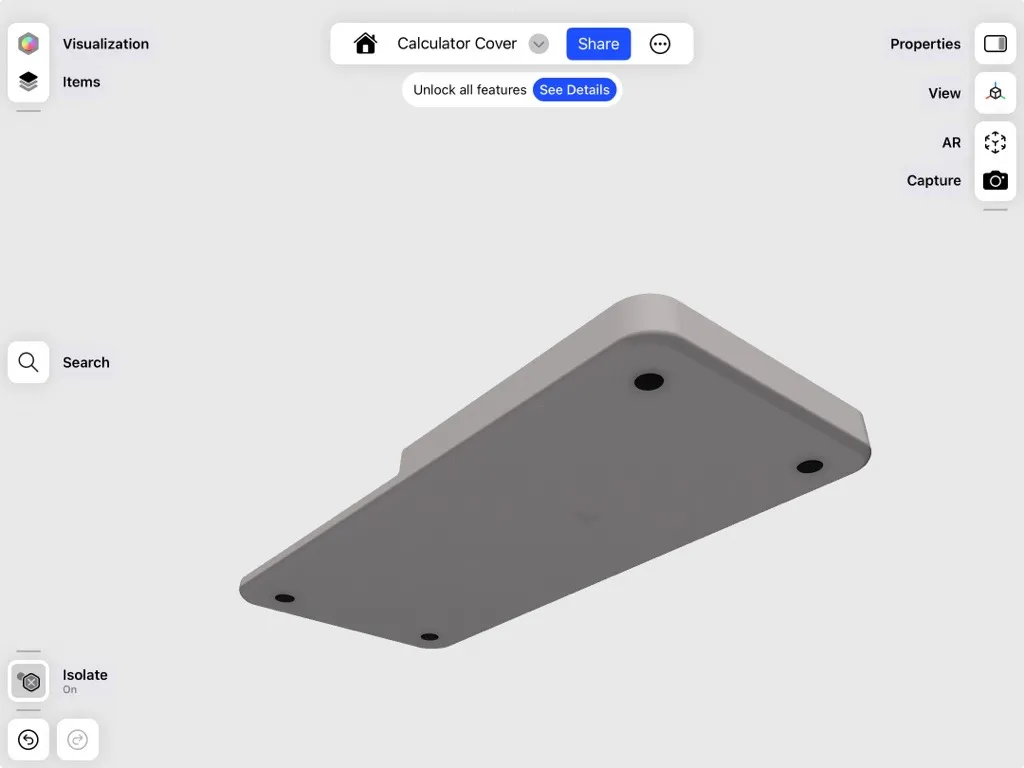 Visualization
Items
Calculator Cover
Share
Unlock all features
See Details
Properties
View
AR
Capture
Search
Isolate
On